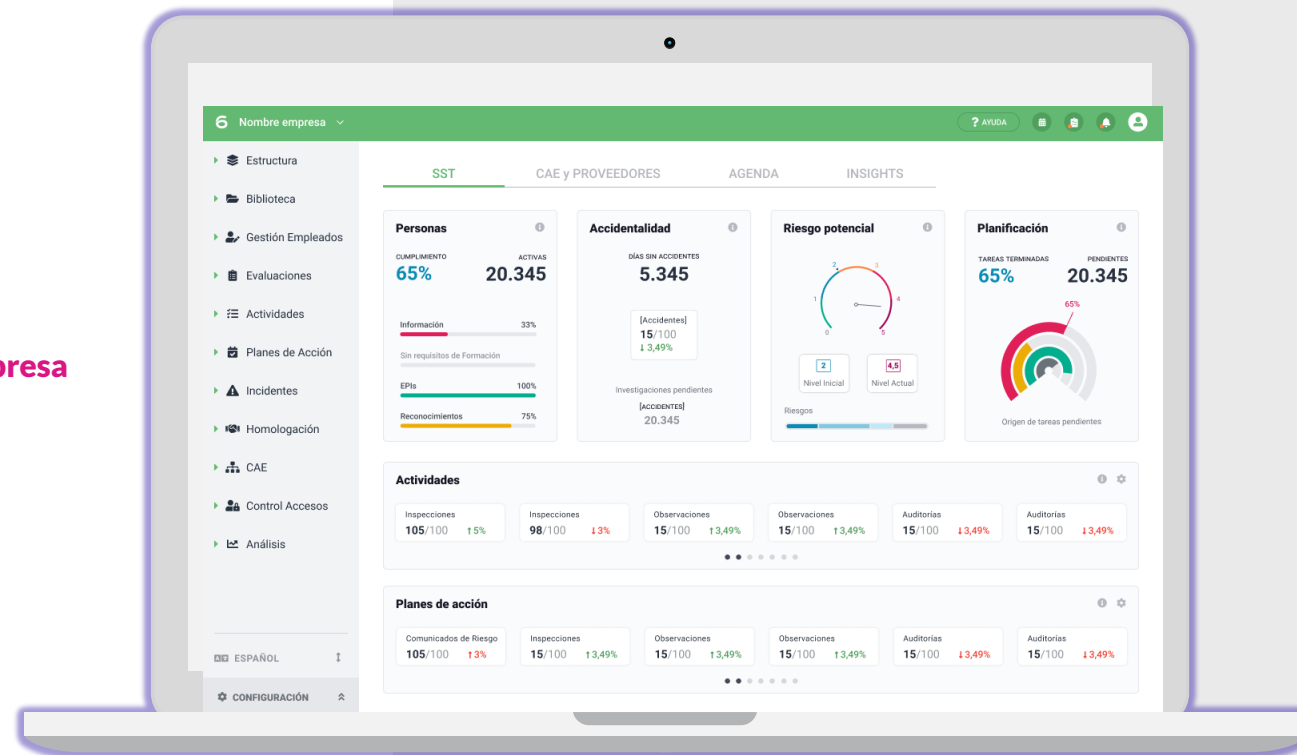 presa
6 Nombre empresa
? AYUDA
Estructura
Biblioteca
Gestión Empleados
Evaluaciones
Actividades
Planes de Acción
Incidentes
Homologación
CAE
Control Accesos
Análisis
ESPAÑOL
CONFIGURACIÓN
SST CAE y PROVEEDORES AGENDA INSIGHTS
Personas
CUMPLIMIENTO ACTIVAS
65% 20.345
Información 33%
Sin requisitos de Formación
EPIs 100%
Reconocimientos 75%
Accidentalidad
DÍAS SIN ACCIDENTES
5.345
[Accidentes]
15/100
↓ 3,49%
Investigaciones pendientes
[ACCIDENTES]
20.345
Riesgo potencial
2 3
1 4
0 5
2 4,5
Nivel Inicial Nivel Actual
Riesgos
Planificación
TAREAS TERMINADAS PENDIENTES
65% 20.345
65%
Origen de tareas pendientes
Actividades
Inspecciones Inspecciones Observaciones Observaciones Auditorías Auditorías
105/100 ↑5% 98/100 ↓3% 15/100 ↑3,49% 15/100 ↑3,49% 15/100 ↓3,49% 15/100 ↓3,49%
Planes de acción
Comunicados de Riesgo Inspecciones Observaciones Observaciones Auditorías Auditorías
105/100 ↑3% 15/100 ↑3,49% 15/100 ↑3,49% 15/100 ↑3,49% 15/100 ↓3,49% 15/100 ↓3,49%